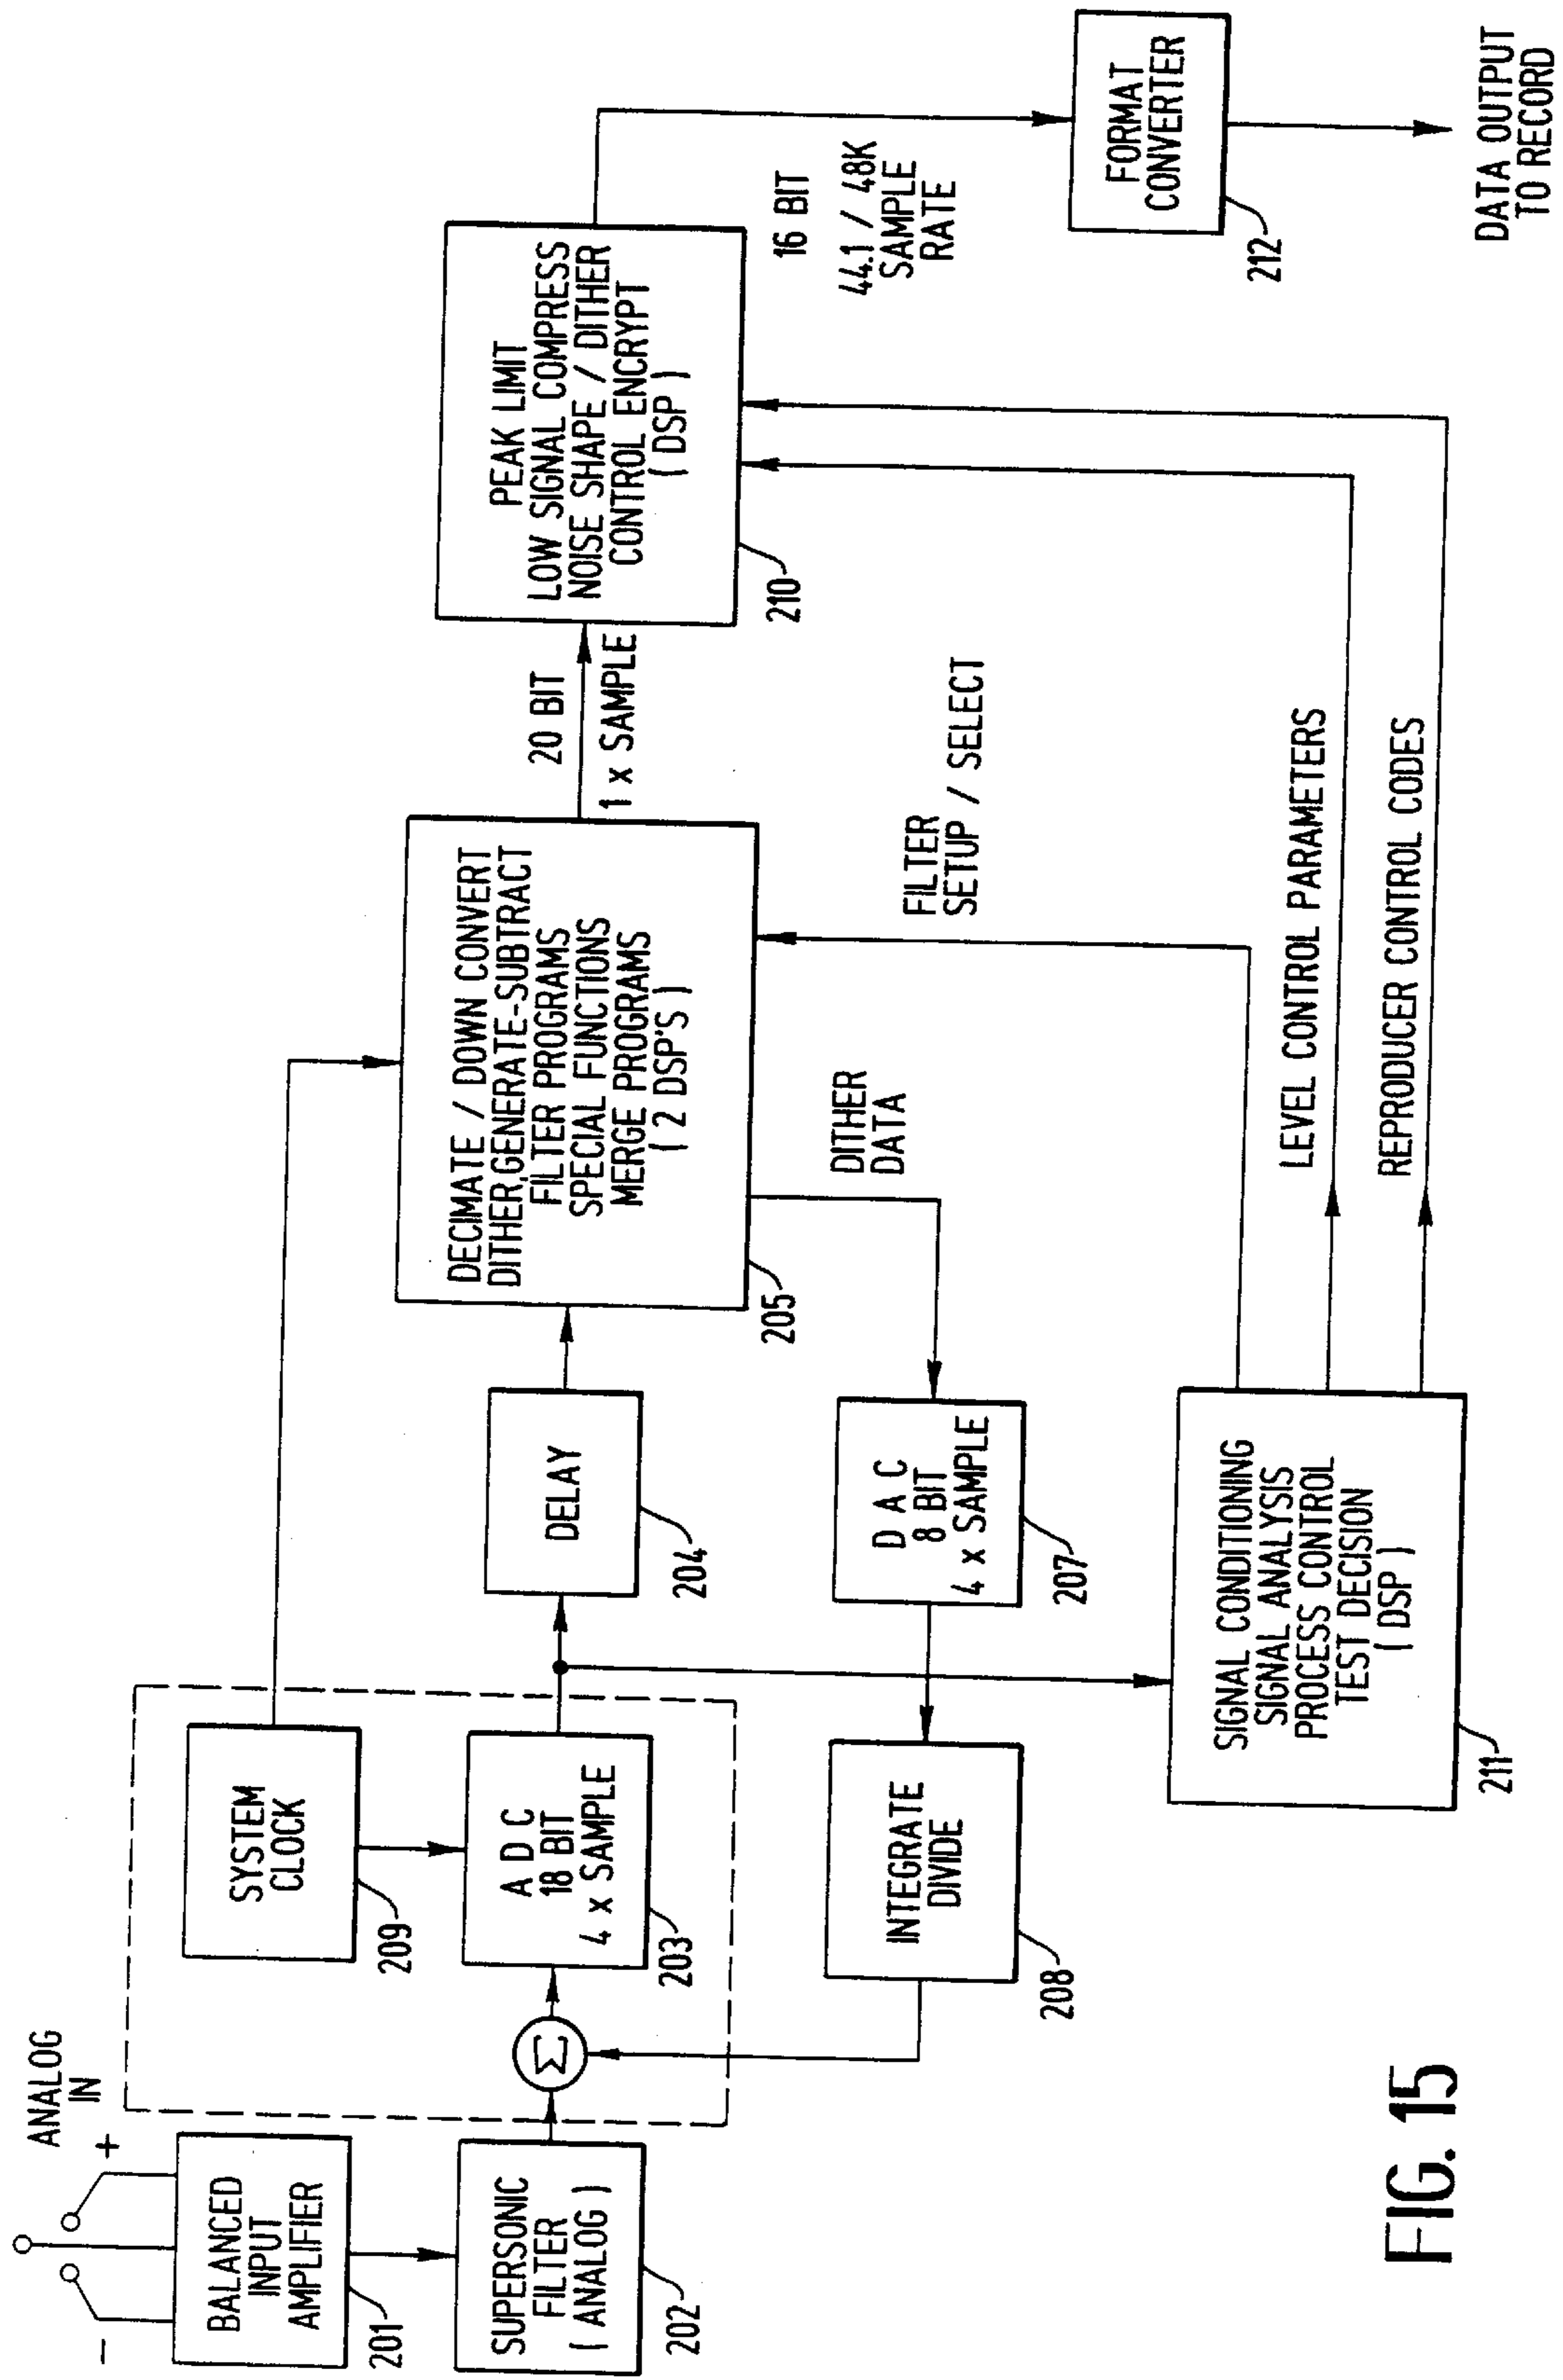 ANALOG
IN
−
+
BALANCED
INPUT
AMPLIFIER
201
SUPERSONIC
FILTER
( ANALOG )
202
Σ
SYSTEM
CLOCK
209
A D C
18 BIT
4 x SAMPLE
203
DELAY
204
DECIMATE / DOWN CONVERT
DITHER,GENERATE-SUBTRACT
FILTER PROGRAMS
SPECIAL FUNCTIONS
MERGE PROGRAMS
( 2 DSP'S )
205
20 BIT
1 x SAMPLE
PEAK LIMIT
LOW SIGNAL COMPRESS
NOISE SHAPE / DITHER
CONTROL ENCRYPT
( DSP )
210
16 BIT
44.1 / 48K
SAMPLE
RATE
FORMAT
CONVERTER
212
DATA OUTPUT
TO RECORD
DITHER
DATA
D A C
8 BIT
4 x SAMPLE
207
INTEGRATE
DIVIDE
208
FILTER
SETUP / SELECT
SIGNAL CONDITIONING
SIGNAL ANALYSIS
PROCESS CONTROL
TEST DECISION
( DSP )
211
LEVEL CONTROL PARAMETERS
REPRODUCER CONTROL CODES
FIG. 15